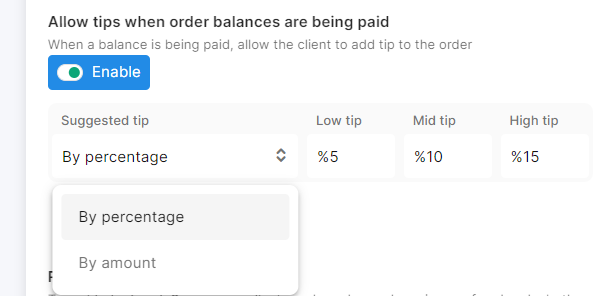 Allow tips when order balances are being paid
When a balance is being paid, allow the client to add tip to the order
Enable
Suggested tip Low tip Mid tip High tip
By percentage %5 %10 %15
By percentage
By amount